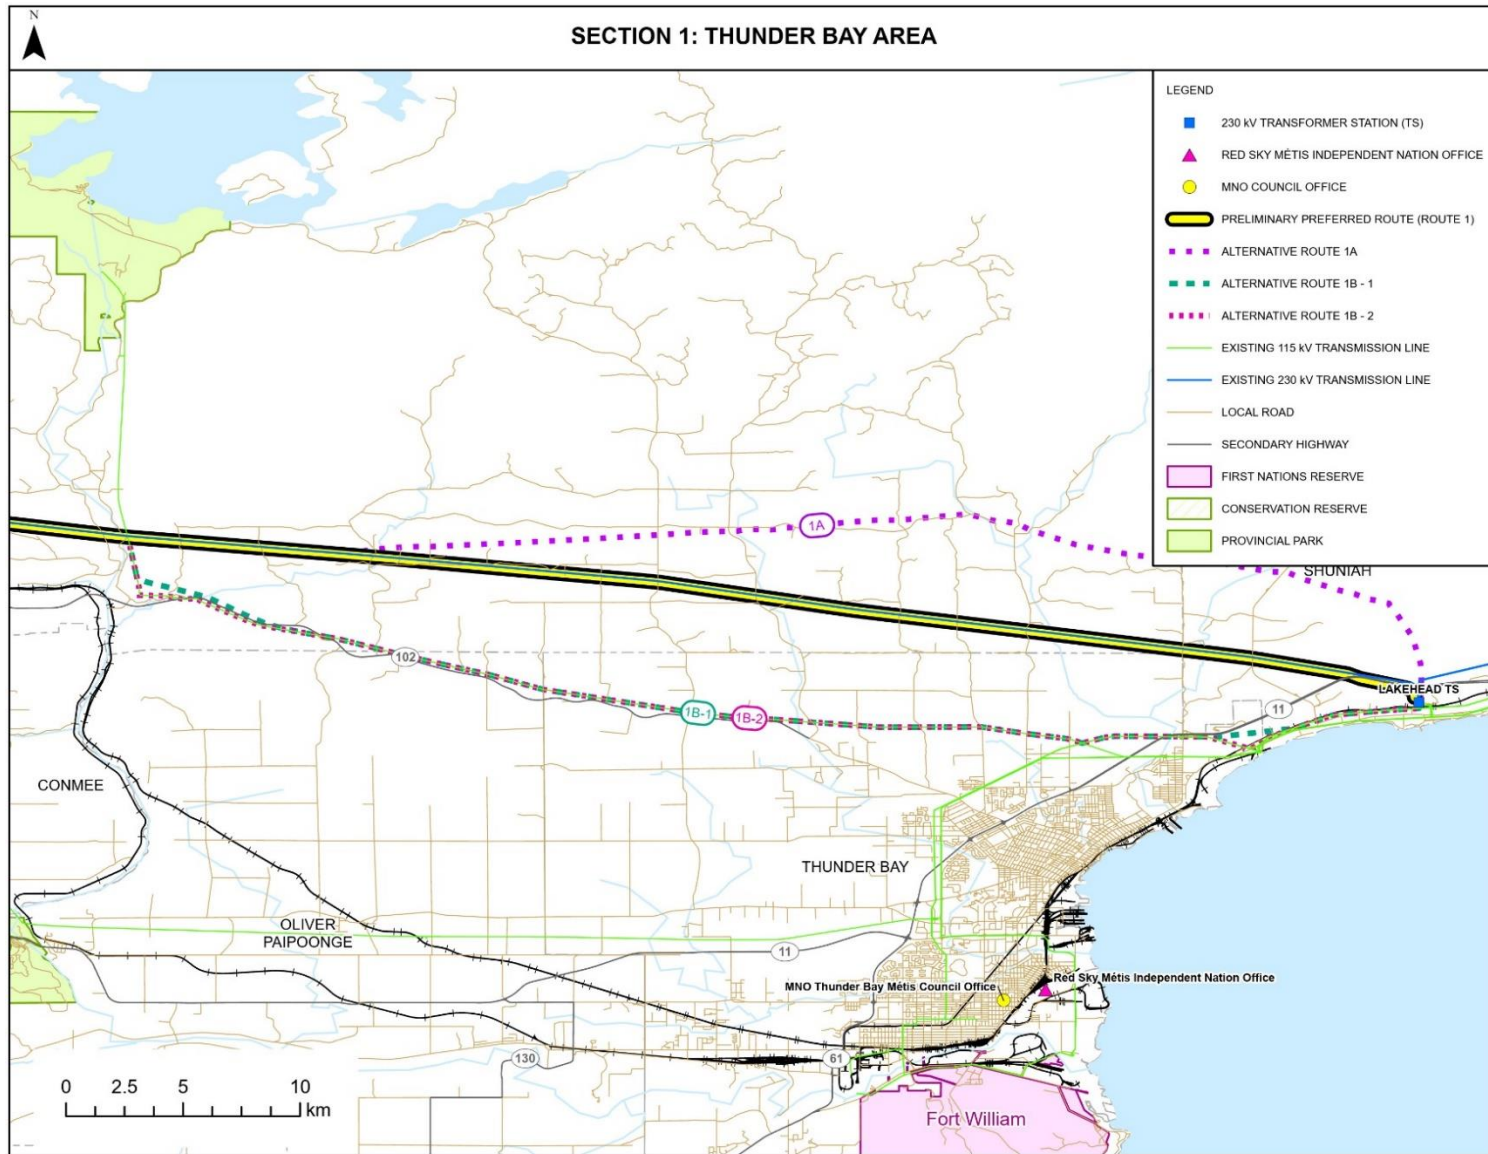 N
SECTION 1: THUNDER BAY AREA
LEGEND
230 kV TRANSFORMER STATION (TS)
RED SKY MÉTIS INDEPENDENT NATION OFFICE
MNO COUNCIL OFFICE
PRELIMINARY PREFERRED ROUTE (ROUTE 1)
ALTERNATIVE ROUTE 1A
ALTERNATIVE ROUTE 1B - 1
ALTERNATIVE ROUTE 1B - 2
EXISTING 115 kV TRANSMISSION LINE
EXISTING 230 kV TRANSMISSION LINE
LOCAL ROAD
SECONDARY HIGHWAY
FIRST NATIONS RESERVE
CONSERVATION RESERVE
PROVINCIAL PARK
1A
SHUNIAH
102
LAKEHEAD TS
1B-1
1B-2
11
CONMEE
THUNDER BAY
OLIVER
PAIPOONGE
11
Red Sky Métis Independent Nation Office
MNO Thunder Bay Métis Council Office
130
61
0 2.5 5 10
km
Fort William